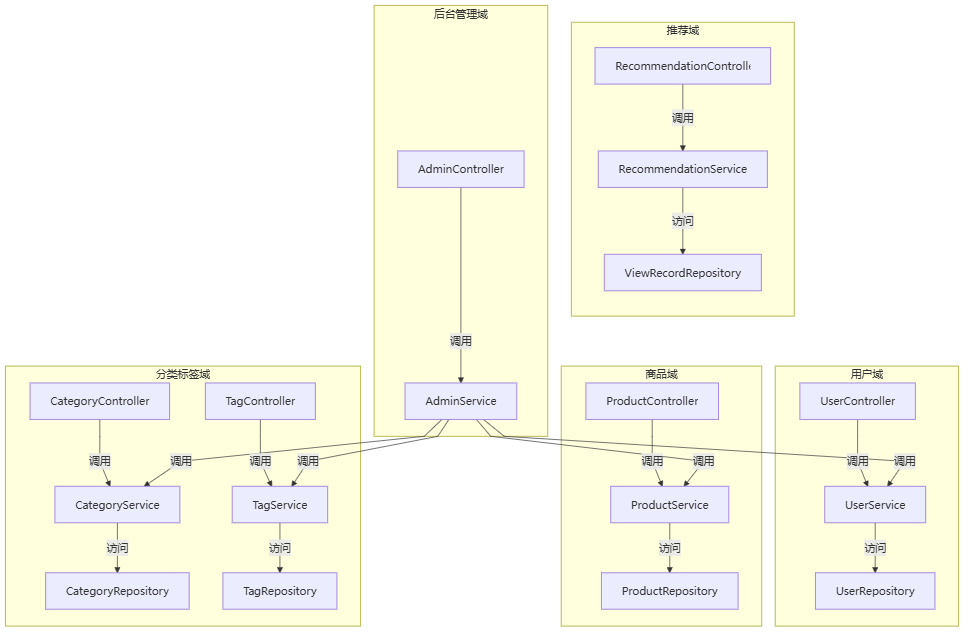 后台管理域
AdminController
调用
AdminService
推荐域
RecommendationControlle
调用
RecommendationService
访问
ViewRecordRepository
分类标签域
CategoryController
TagController
调用
调用
调用
调用
CategoryService
TagService
访问
访问
CategoryRepository
TagRepository
商品域
ProductController
调用
调用
ProductService
访问
ProductRepository
用户域
UserController
调用
调用
UserService
访问
UserRepository